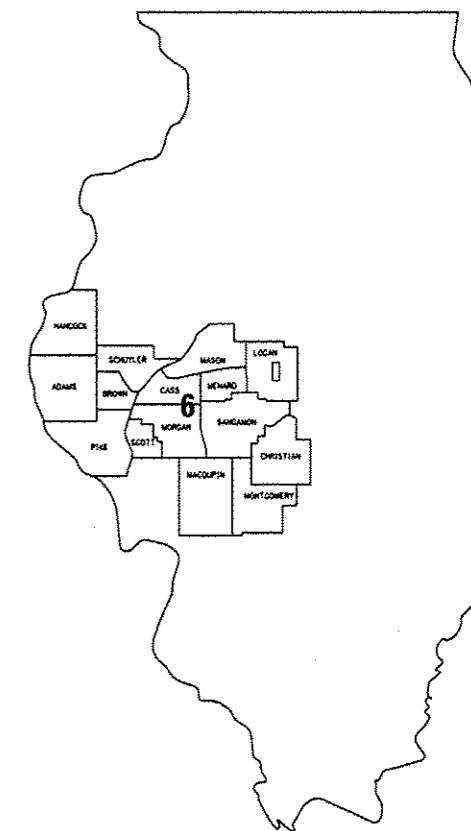 HANCOCK
SCHUYLER
MASON
LOGAN
ADAMS
BROWN
CASS
MENARD
6
MORGAN
SANGAMON
PIKE
SCOTT
CHRISTIAN
MACOUPIN
MONTGOMERY